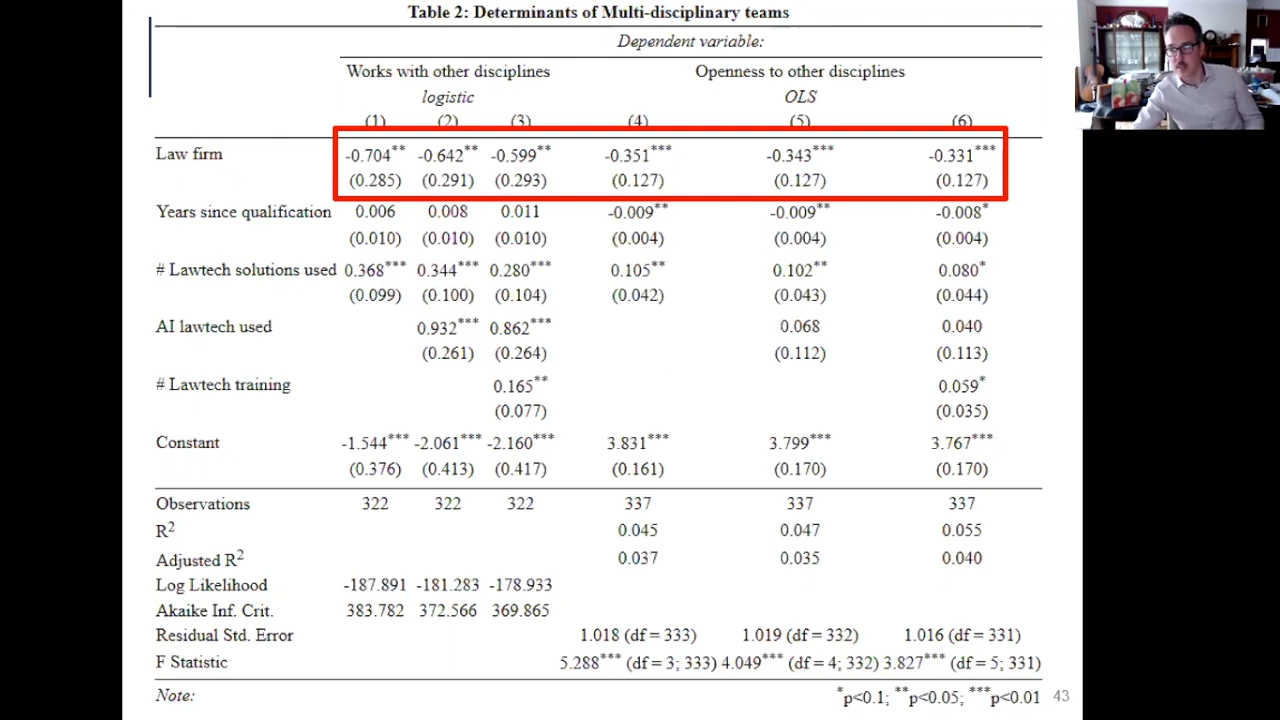 Table 2: Determinants of Multi-disciplinary teams
Dependent variable:
Works with other disciplines Openness to other disciplines
logistic OLS
(1) (2) (3) (4) (5) (6)
Law firm -0.704** -0.642** -0.599** -0.351*** -0.343*** -0.331***
(0.285) (0.291) (0.293) (0.127) (0.127) (0.127)
Years since qualification 0.006 0.008 0.011 -0.009** -0.009** -0.008*
(0.010) (0.010) (0.010) (0.004) (0.004) (0.004)
# Lawtech solutions used 0.368*** 0.344*** 0.280*** 0.105** 0.102** 0.080*
(0.099) (0.100) (0.104) (0.042) (0.043) (0.044)
AI lawtech used 0.932*** 0.862*** 0.068 0.040
(0.261) (0.264) (0.112) (0.113)
# Lawtech training 0.165** 0.059*
(0.077) (0.035)
Constant -1.544*** -2.061*** -2.160*** 3.831*** 3.799*** 3.767***
(0.376) (0.413) (0.417) (0.161) (0.170) (0.170)
Observations 322 322 322 337 337 337
R2 0.045 0.047 0.055
Adjusted R2 0.037 0.035 0.040
Log Likelihood -187.891 -181.283 -178.933
Akaike Inf. Crit. 383.782 372.566 369.865
Residual Std. Error 1.018 (df = 333) 1.019 (df = 332) 1.016 (df = 331)
F Statistic 5.288*** (df = 3; 333) 4.049*** (df = 4; 332) 3.827*** (df = 5; 331)
Note: *p<0.1; **p<0.05; ***p<0.01 43